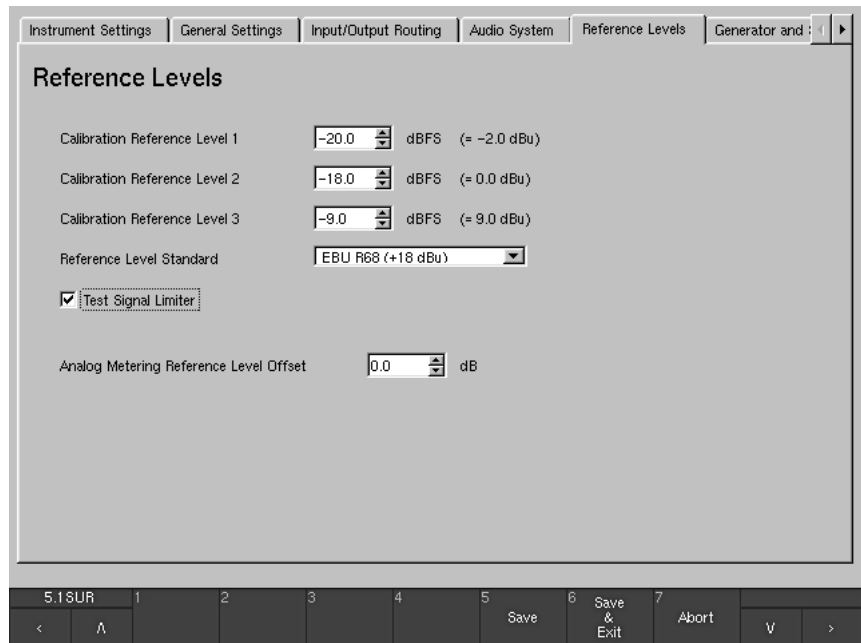 Instrument Settings General Settings Input/Output Routing Audio System Reference Levels Generator and
Reference Levels
Calibration Reference Level 1 -20.0 dBFS (= -2.0 dBu)
Calibration Reference Level 2 -18.0 dBFS (= 0.0 dBu)
Calibration Reference Level 3 -9.0 dBFS (= 9.0 dBu)
Reference Level Standard EBU R68 (+18 dBu)
Test Signal Limiter
Analog Metering Reference Level Offset 0.0 dB
5.1SUR 1 2 3 4 5 6 7
< Λ Save Save & Exit Abort V >